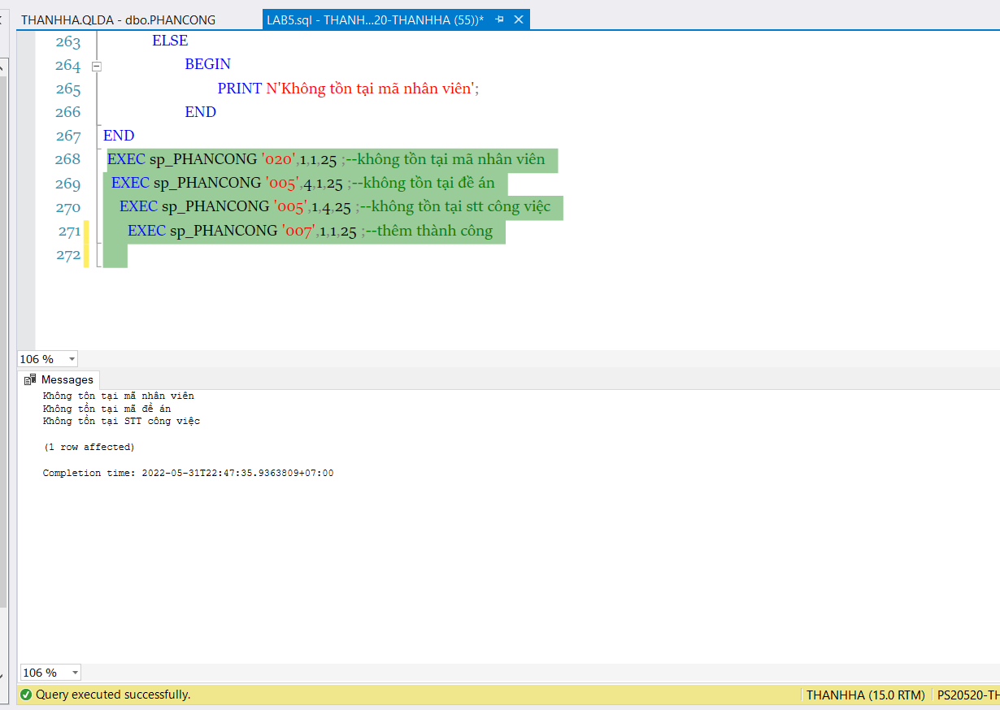 THANHHA.QLDA - dbo.PHANCONG
LAB5.sql - THANH...20-THANHHA (55))*
263 ELSE
264 BEGIN
265 PRINT N'Không tồn tại mã nhân viên';
266 END
267 END
268 EXEC sp_PHANCONG '020',1,1,25 ;--không tồn tại mã nhân viên
269 EXEC sp_PHANCONG '005',4,1,25 ;--không tồn tại đề án
270 EXEC sp_PHANCONG '005',1,4,25 ;--không tồn tại stt công việc
271 EXEC sp_PHANCONG '007',1,1,25 ;--thêm thành công
272
106 %
Messages
Không tồn tại mã nhân viên
Không tồn tại mã đề án
Không tồn tại STT công việc
(1 row affected)
Completion time: 2022-05-31T22:47:35.9363809+07:00
106 %
Query executed successfully.
THANHHA (15.0 RTM)
PS20520-TH